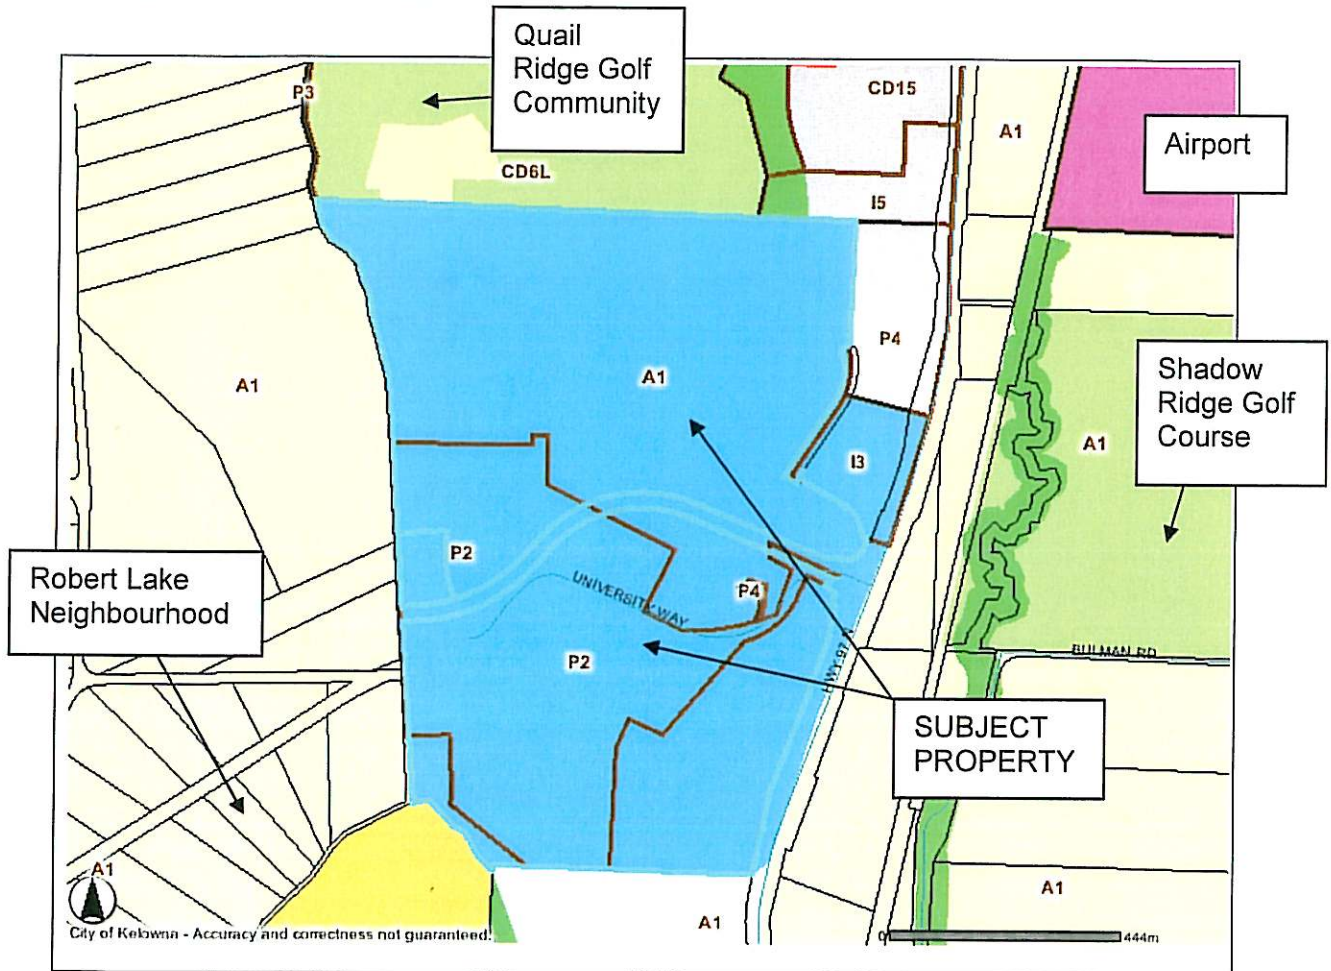 Quail
Ridge Golf
Community
P3
CD15
A1
Airport
CD6L
I5
P4
Shadow
Ridge Golf
Course
A1
A1
A1
I3
P2
Robert Lake
Neighbourhood
UNIVERSITY WAY
P4
P2
HWY 97 N
BULMAN RD
SUBJECT
PROPERTY
A1
A1
A1
City of Kelowna - Accuracy and correctness not guaranteed.
0
444m